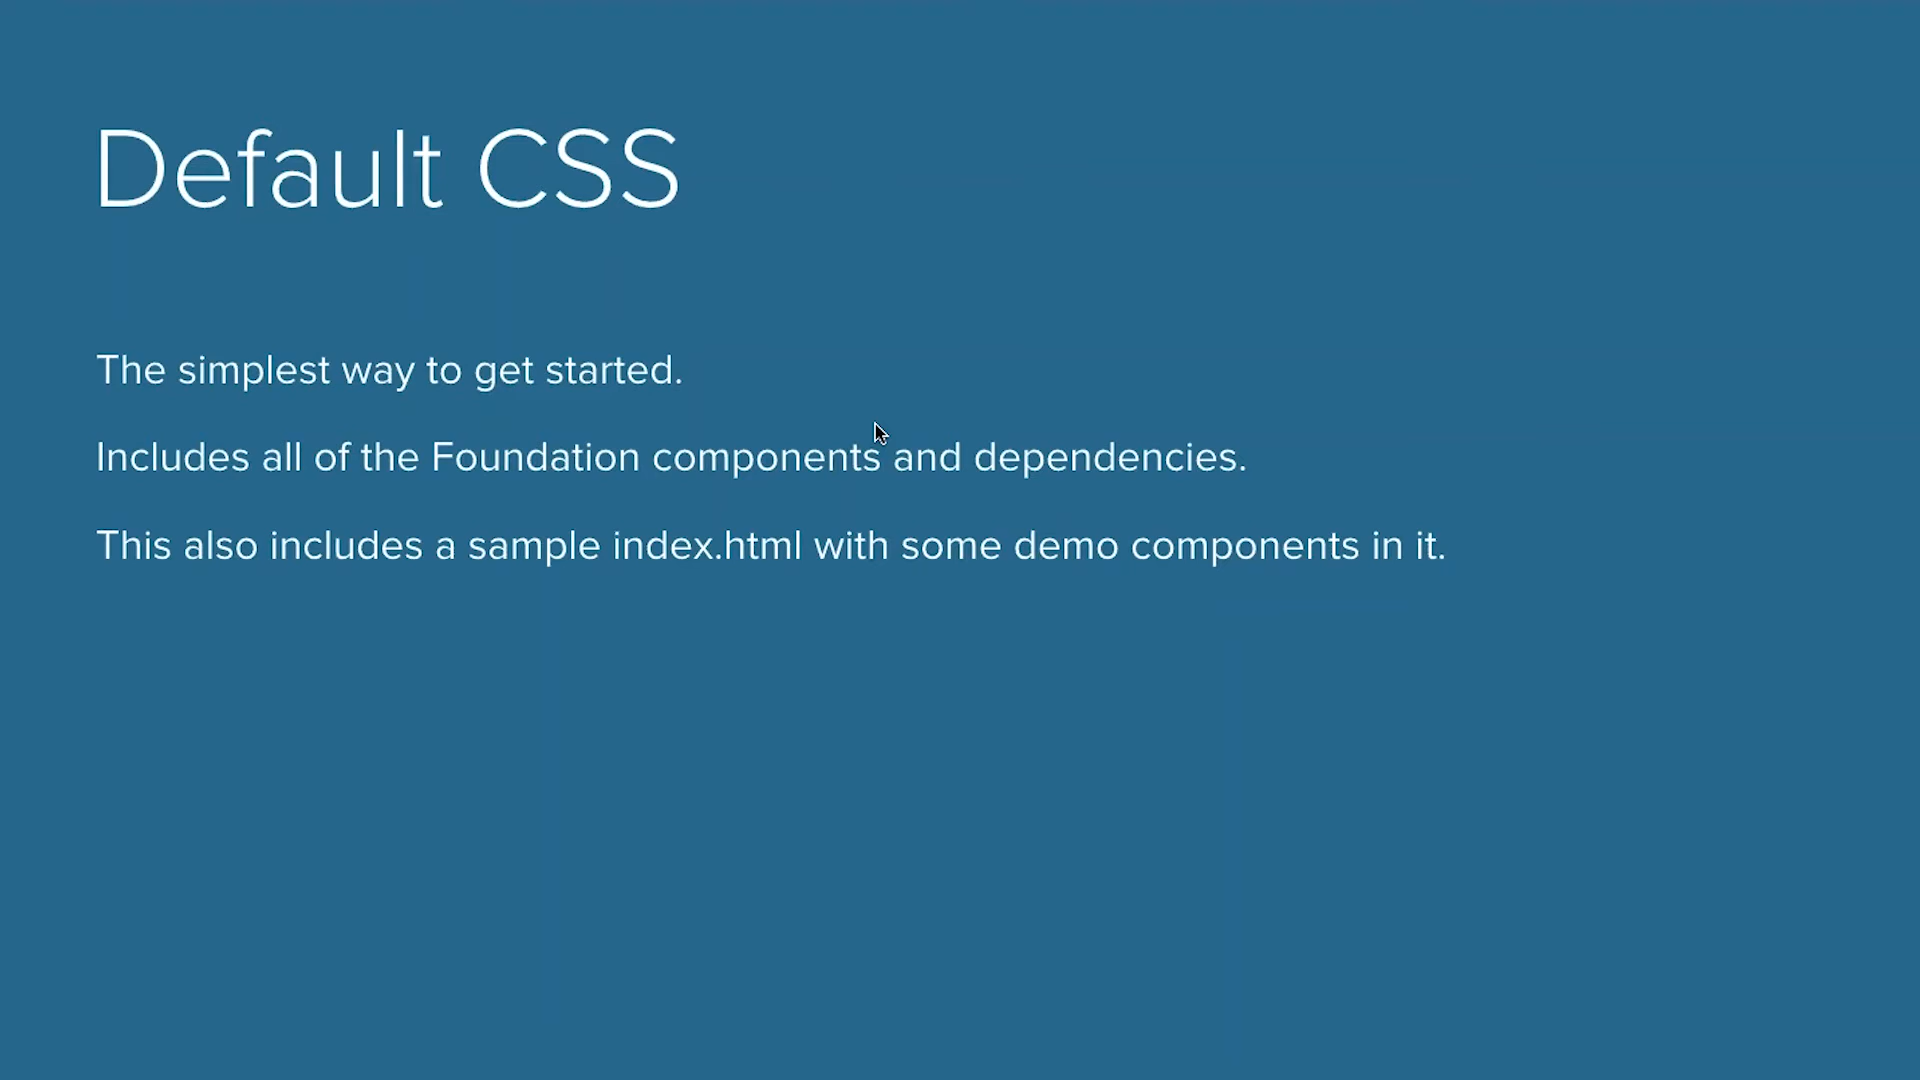 Default CSS
The simplest way to get started.
Includes all of the Foundation components and dependencies.
This also includes a sample index.html with some demo components in it.